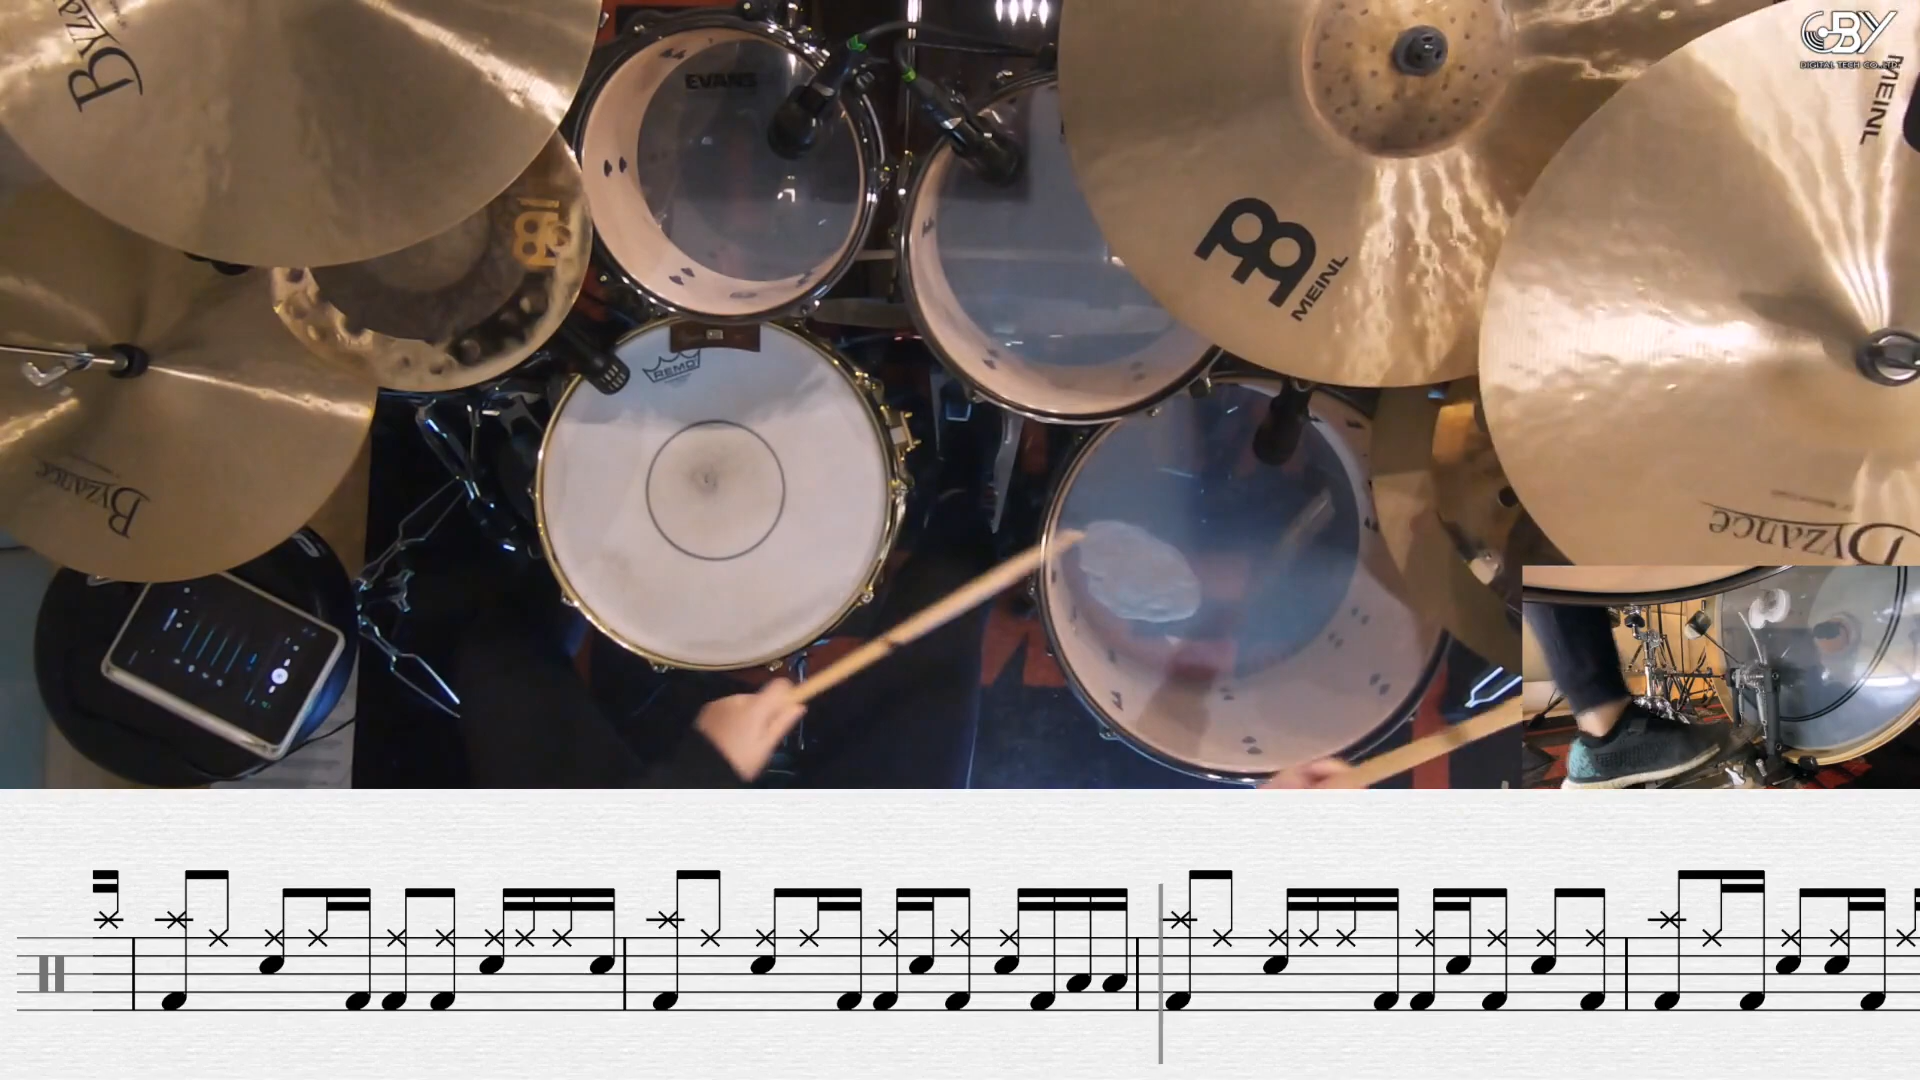 Byzance
EVANS
GBY
DIGITAL TECH CO.,LTD
MEINL
MEINL
REMO
Byzance
Byzance